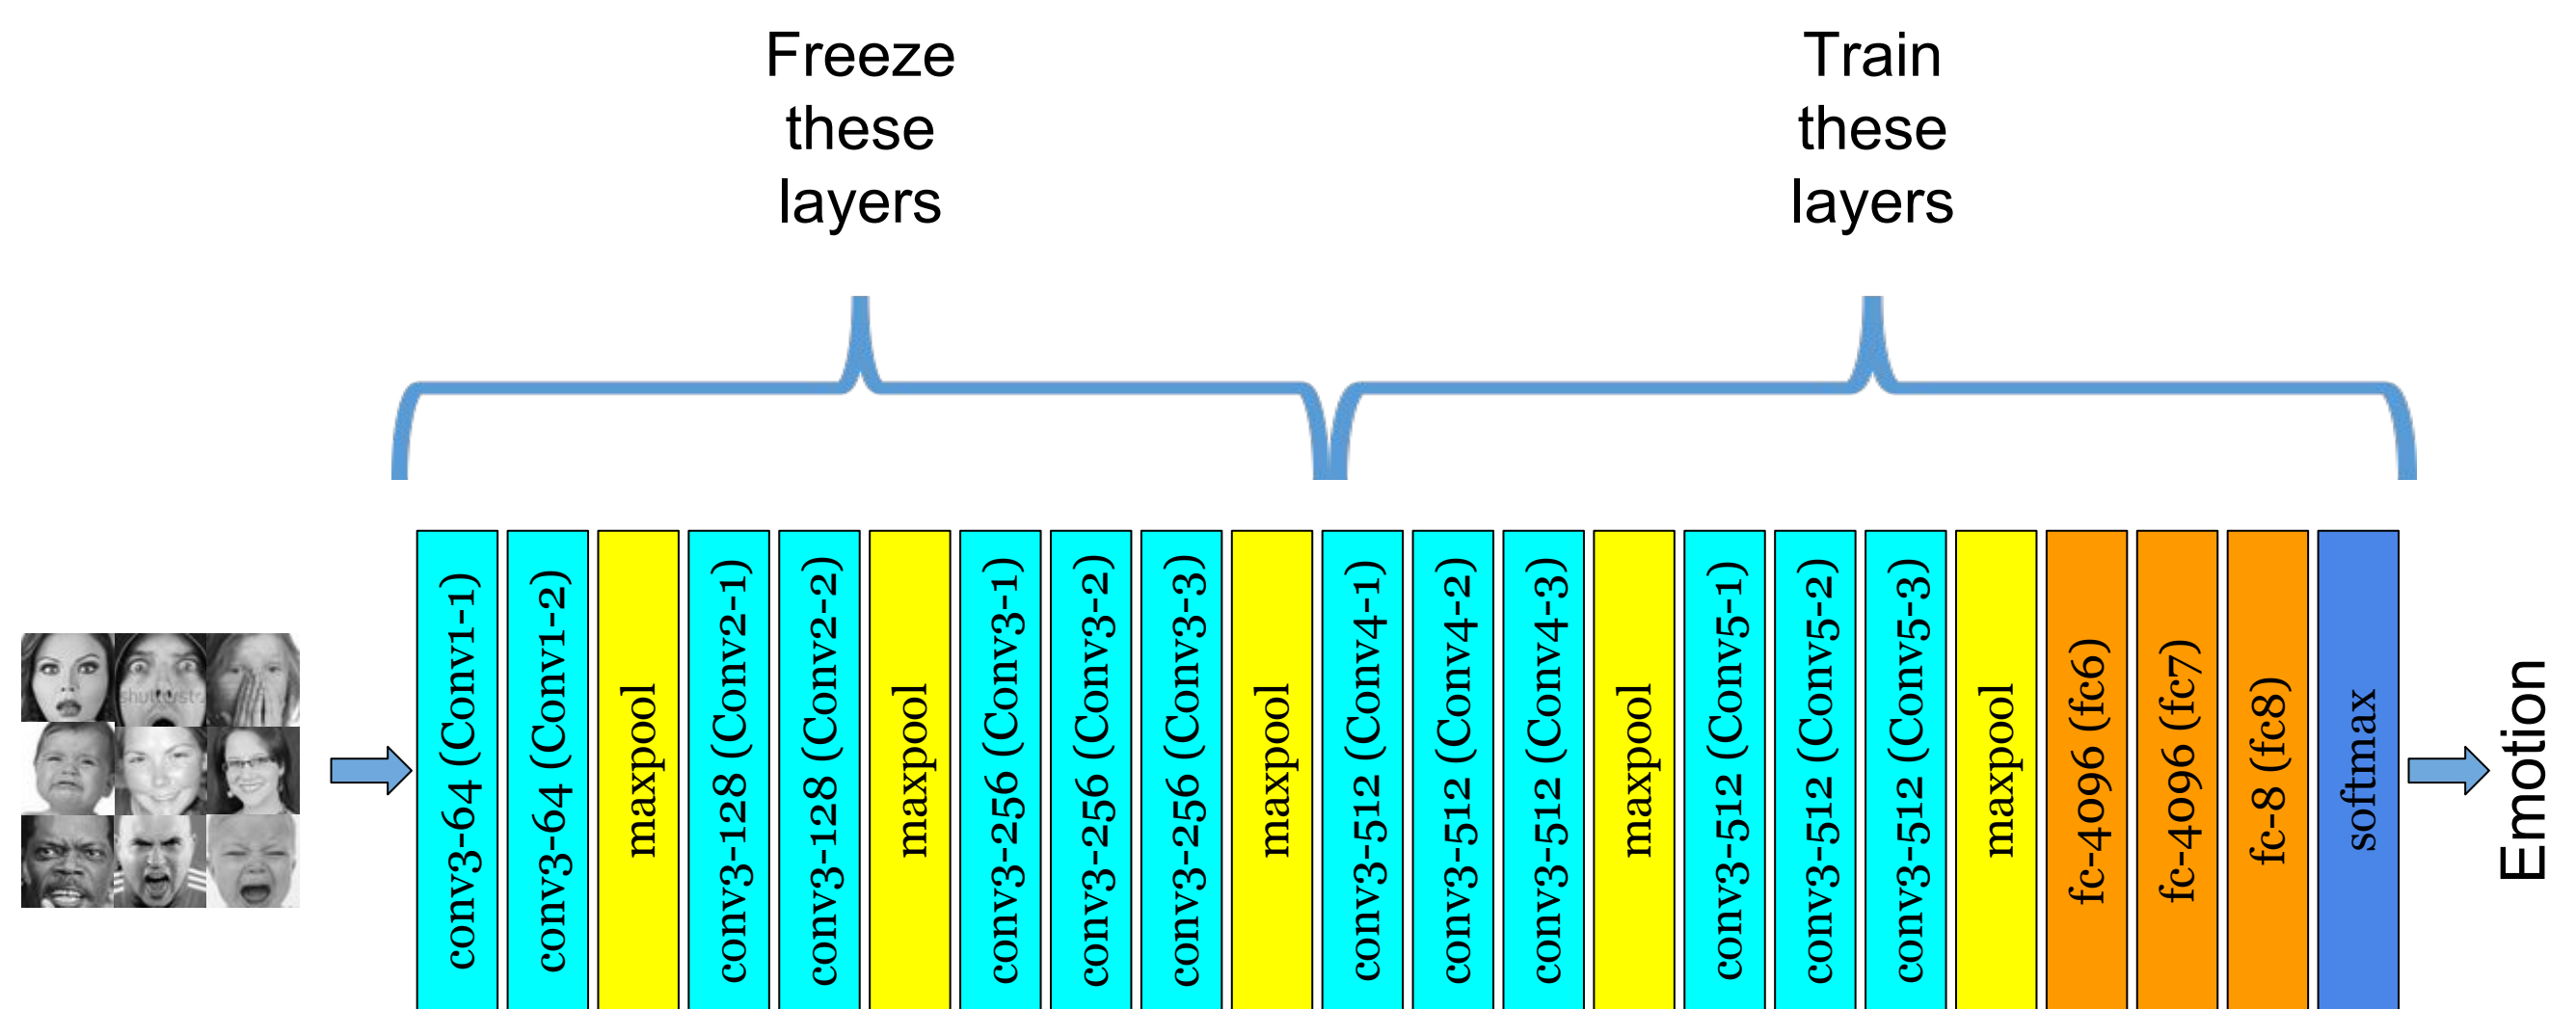 Freeze
these
layers
Train
these
layers
conv3-64 (Conv1-1)
conv3-64 (Conv1-2)
maxpool
conv3-128 (Conv2-1)
conv3-128 (Conv2-2)
maxpool
conv3-256 (Conv3-1)
conv3-256 (Conv3-2)
conv3-256 (Conv3-3)
maxpool
conv3-512 (Conv4-1)
conv3-512 (Conv4-2)
conv3-512 (Conv4-3)
maxpool
conv3-512 (Conv5-1)
conv3-512 (Conv5-2)
conv3-512 (Conv5-3)
maxpool
fc-4096 (fc6)
fc-4096 (fc7)
fc-8 (fc8)
softmax
Emotion